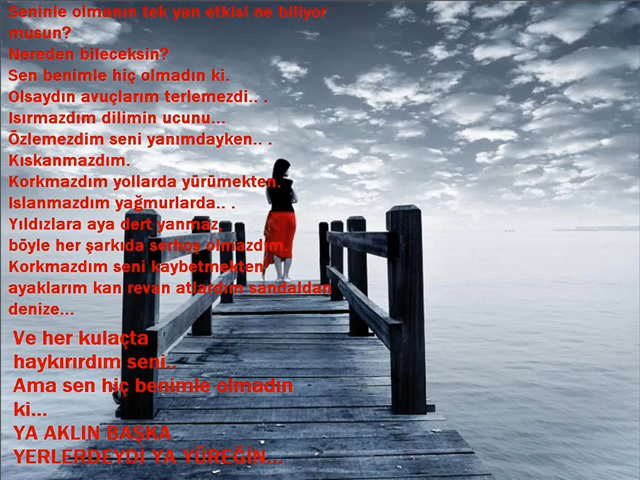 Seninle olmanın tek yan etkisi ne biliyor
musun?
Nereden bileceksin?
Sen benimle hiç olmadın ki.
Olsaydın avuçlarım terlemezdi.. .
Isırmazdım dilimin ucunu...
Özlemezdim seni yanımdayken.. .
Kıskanmazdım.
Korkmazdım yollarda yürümekten.
Islanmazdım yağmurlarda.. .
Yıldızlara aya dert yanmaz,
böyle her şarkıda serhoş olmazdım.
Korkmazdım seni kaybetmekten
ayaklarım kan revan atlardım sandaldan
denize...
Ve her kulaçta
haykırırdım seni..
Ama sen hiç benimle olmadın
ki...
YA AKLIN BAŞKA
YERLERDEYDİ YA YÜREĞİN...